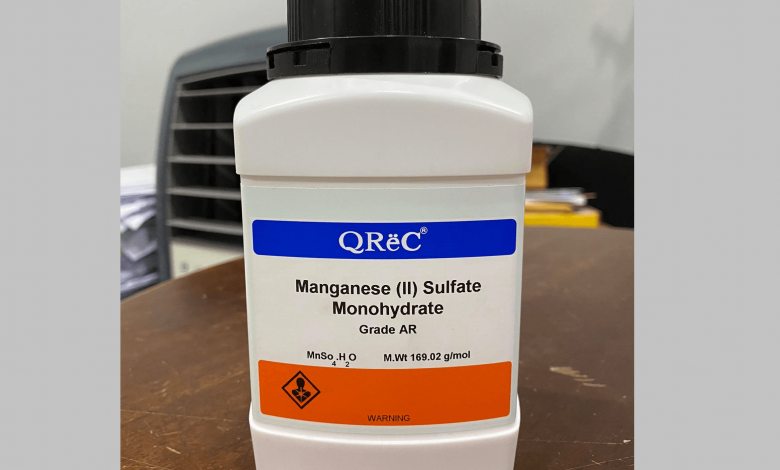 QRëC®
Manganese (II) Sulfate
Monohydrate
Grade AR
MnSo₄.H₂O M.Wt 169.02 g/mol
WARNING